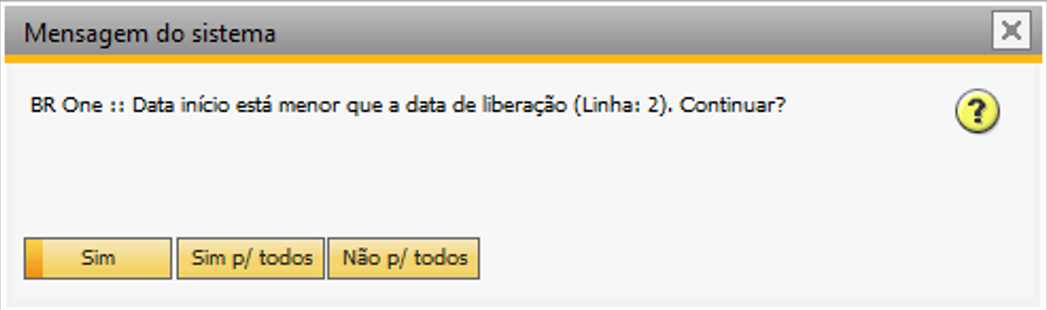 Mensagem do sistema
BR One :: Data início está menor que a data de liberação (Linha: 2). Continuar?
Sim
Sim p/ todos
Não p/ todos